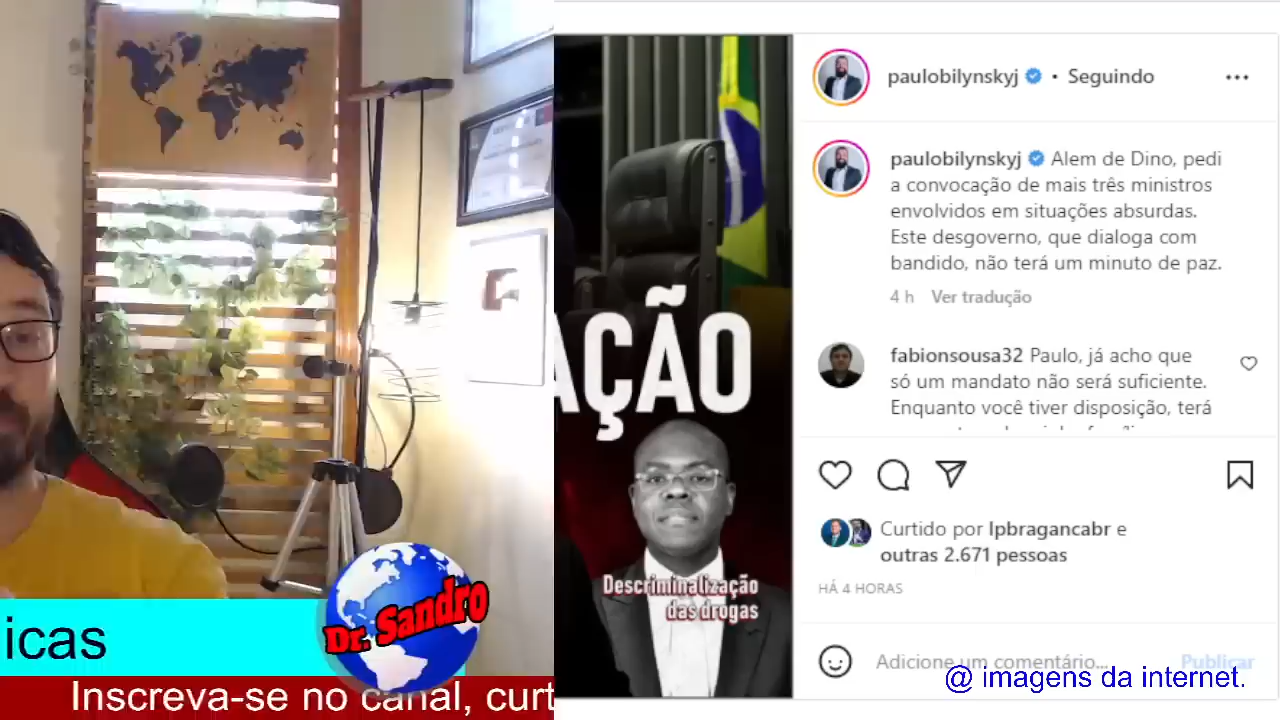 icas
Dr. Sandro
Inscreva-se no canal, curt
AÇÃO
Descriminalização
das drogas
paulobilynskyj • Seguindo
paulobilynskyj Alem de Dino, pedi
a convocação de mais três ministros
envolvidos em situações absurdas.
Este desgoverno, que dialoga com
bandido, não terá um minuto de paz.
4 h Ver tradução
fabionsousa32 Paulo, já acho que
só um mandato não será suficiente.
Enquanto você tiver disposição, terá
Curtido por lpbragancabr e
outras 2.671 pessoas
HÁ 4 HORAS
Adicione um comentário... Publicar
@ imagens da internet.